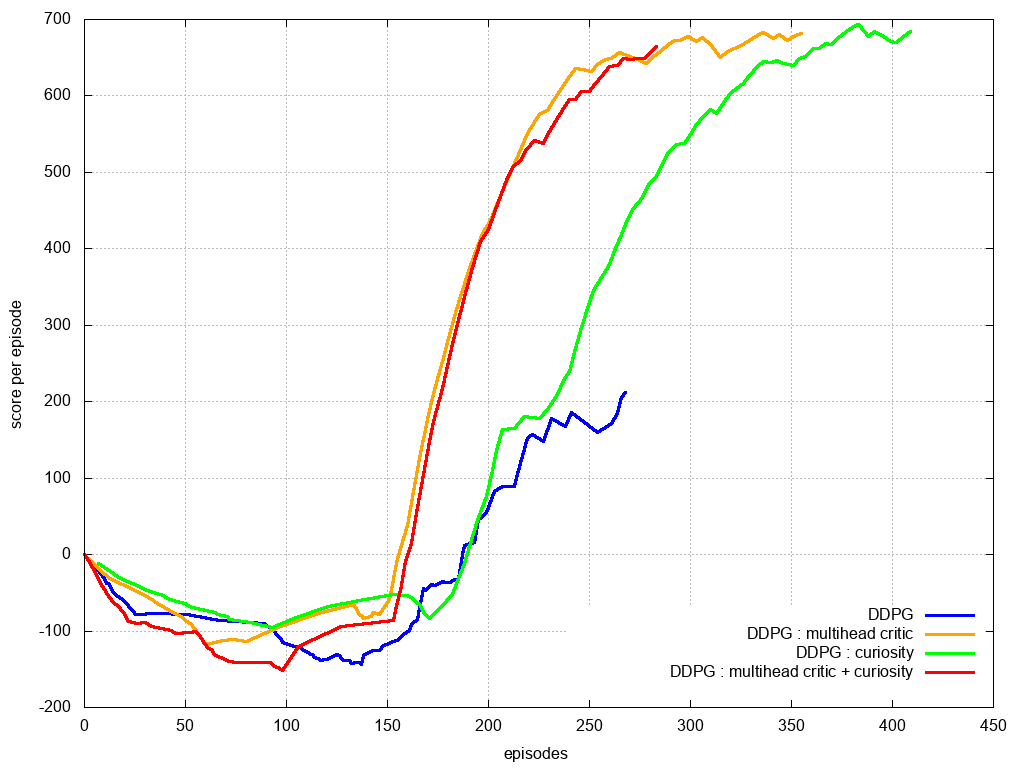 700
600
500
400
300
200
100
0
-100
-200
score per episode
DDPG
DDPG : multihead critic
DDPG : curiosity
DDPG : multihead critic + curiosity
0 50 100 150 200 250 300 350 400 450
episodes